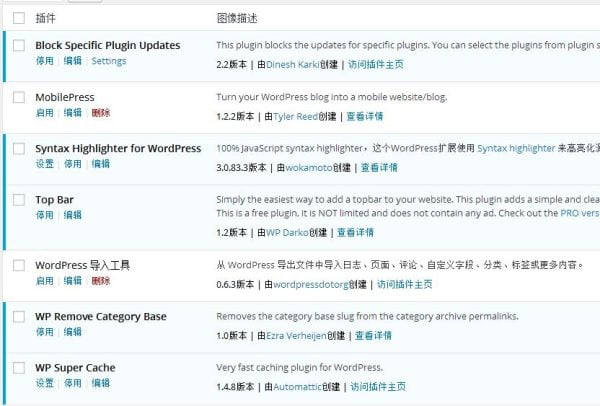 插件 图像描述
Block Specific Plugin Updates This plugin blocks the updates for specific plugins. You can select the plugins from plugin s
停用 | 编辑 | Settings
2.2版本 | 由Dinesh Karki创建 | 访问插件主页
MobilePress Turn your WordPress blog into a mobile website/blog.
启用 | 编辑 | 删除
1.2.2版本 | 由Tyler Reed创建 | 查看详情
Syntax Highlighter for WordPress 100% JavaScript syntax highlighter，这个WordPress扩展使用 Syntax highlighter 来高亮化
设置 | 停用 | 编辑
3.0.83.3版本 | 由wokamoto创建 | 查看详情
Top Bar Simply the easiest way to add a topbar to your website. This plugin adds a simple and clea
停用 | 编辑 This is a free plugin, it is NOT limited and does not contain any ad. Check out the PRO vers
1.2版本 | 由WP Darko创建 | 查看详情
WordPress 导入工具 从 WordPress 导出文件中导入日志、页面、评论、自定义字段、分类、标签或更多内容。
启用 | 编辑 | 删除
0.6.3版本 | 由wordpressdotorg创建 | 访问插件主页
WP Remove Category Base Removes the category base slug from the category archive permalinks.
停用 | 编辑
1.0版本 | 由Ezra Verheijen创建 | 查看详情
WP Super Cache Very fast caching plugin for WordPress.
设置 | 停用 | 编辑
1.4.8版本 | 由Automattic创建 | 访问插件主页